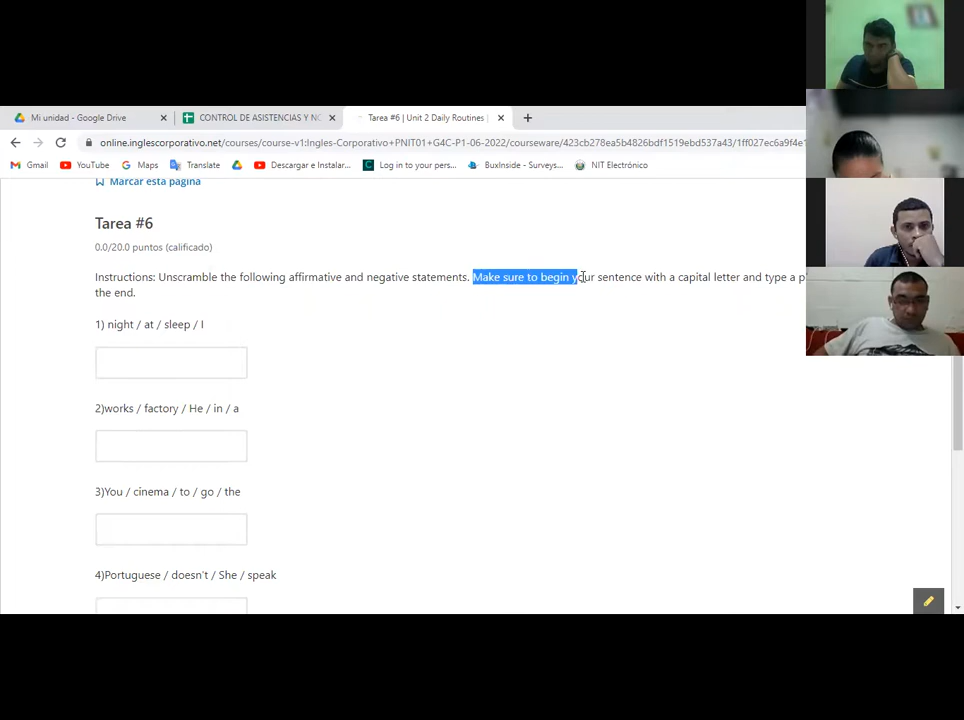 Mi unidad - Google Drive
CONTROL DE ASISTENCIAS Y NO
Tarea #6 | Unit 2 Daily Routines |
online.inglescorporativo.net/courses/course-v1:Ingles-Corporativo+PNIT01+G4C-P1-06-2022/courseware/423cb278ea5b4826bdf1519ebd537a43/1ff027ec6a9f4e1
Gmail YouTube Maps Translate Descargar e Instalar... Log in to your pers... BuxInside - Surveys... NIT Electrónico
Marcar esta página
Tarea #6
0.0/20.0 puntos (calificado)
Instructions: Unscramble the following affirmative and negative statements. Make sure to begin your sentence with a capital letter and type a
the end.
1) night / at / sleep / I
2)works / factory / He / in / a
3)You / cinema / to / go / the
4)Portuguese / doesn't / She / speak